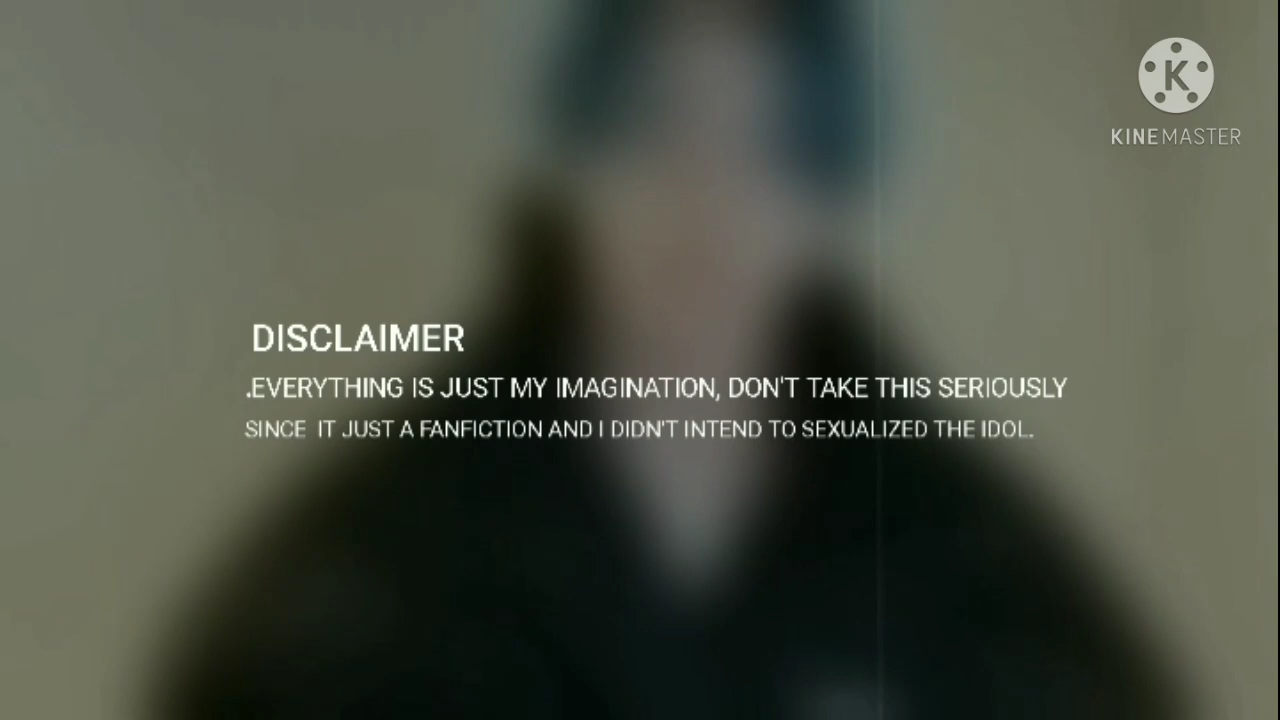 KINEMASTER
DISCLAIMER
.EVERYTHING IS JUST MY IMAGINATION, DON'T TAKE THIS SERIOUSLY
SINCE IT JUST A FANFICTION AND I DIDN'T INTEND TO SEXUALIZED THE IDOL.